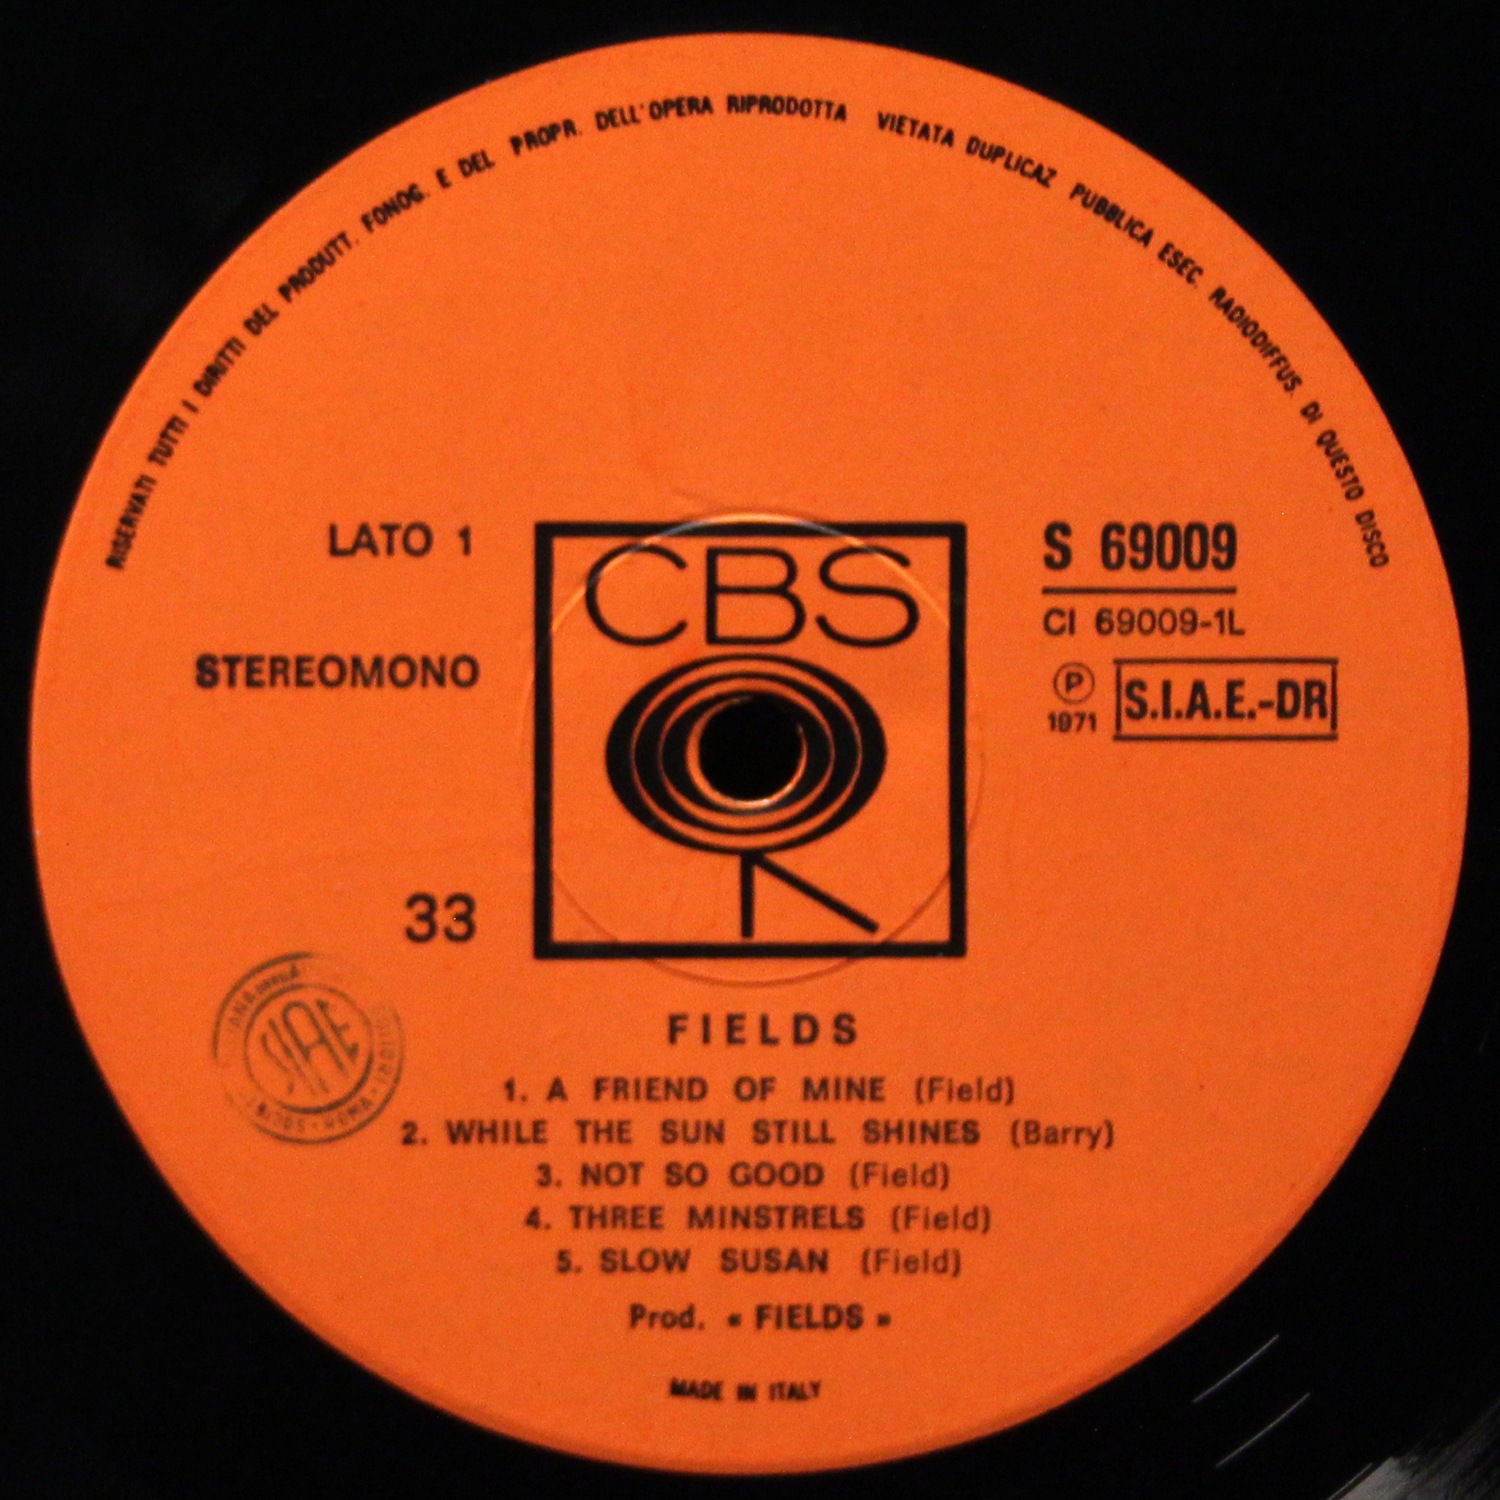 RISERVATI TUTTI I DIRITTI DEL PRODUTT. FONOG. E DEL PROPR. DELL'OPERA RIPRODOTTA VIETATA DUPLICAZ PUBBLICA ESEC. RADIODIFFUS. DI QUESTO DISCO
LATO 1
STEREOMONO
33
CBS
S 69009
CI 69009-1L
Ⓟ
1971
S.I.A.E.-DR
SIAE
ROMA
FIELDS
1. A FRIEND OF MINE (Field)
2. WHILE THE SUN STILL SHINES (Barry)
3. NOT SO GOOD (Field)
4. THREE MINSTRELS (Field)
5. SLOW SUSAN (Field)
Prod. « FIELDS »
MADE IN ITALY